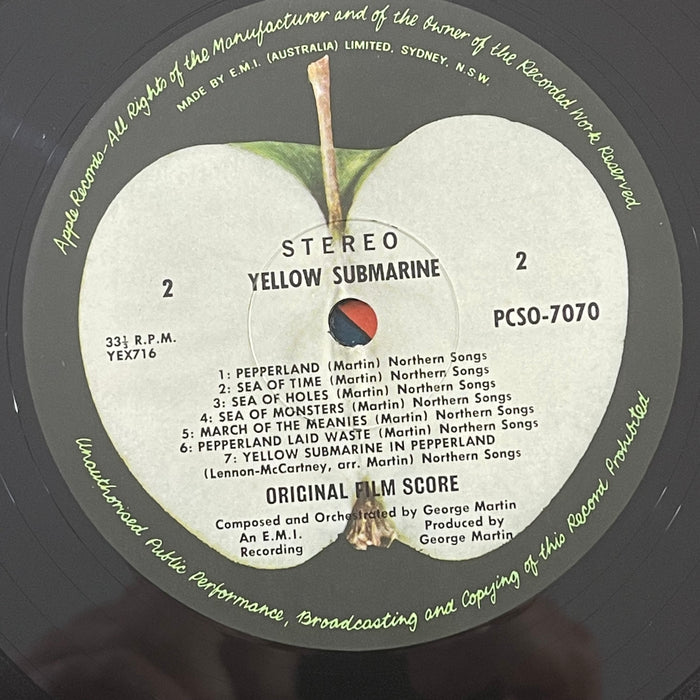 Apple Records-All Rights of the Manufacturer and of the Owner of the Recorded Work Reserved
MADE BY E.M.I. (AUSTRALIA) LIMITED, SYDNEY, N.S.W.
STEREO
YELLOW SUBMARINE
2
2
33⅓ R.P.M.
YEX716
PCSO-7070
1: PEPPERLAND (Martin) Northern Songs
2: SEA OF TIME (Martin) Northern Songs
3: SEA OF HOLES (Martin) Northern Songs
4: SEA OF MONSTERS (Martin) Northern Songs
5: MARCH OF THE MEANIES (Martin) Northern Songs
6: PEPPERLAND LAID WASTE (Martin) Northern Songs
7: YELLOW SUBMARINE IN PEPPERLAND
(Lennon-McCartney, arr. Martin) Northern Songs
ORIGINAL FILM SCORE
Composed and Orchestrated by George Martin
An E.M.I.
Recording
Produced by
George Martin
Unauthorised Public Performance, Broadcasting and Copying of this Record Prohibited